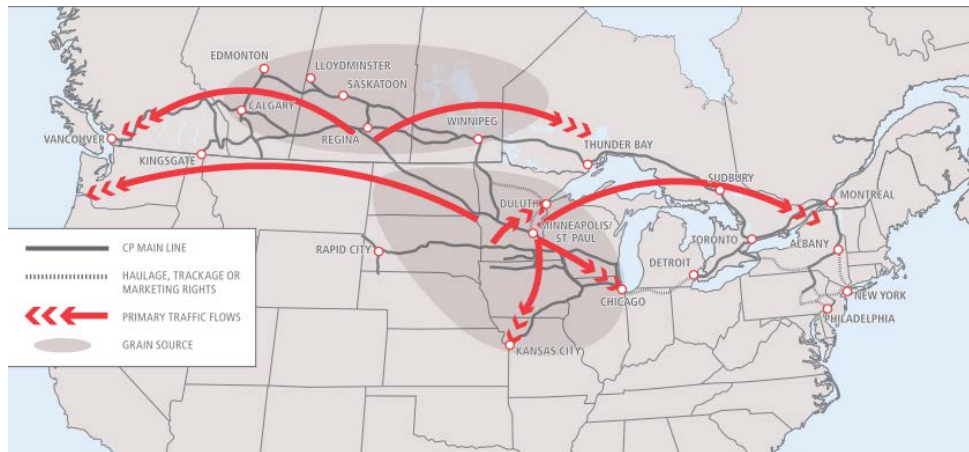 EDMONTON
LLOYDMINSTER
SASKATOON
CALGARY
VANCOUVER
REGINA
WINNIPEG
KINGSGATE
THUNDER BAY
SUDBURY
MONTREAL
DULUTH
MINNEAPOLIS/
ST. PAUL
RAPID CITY
TORONTO
ALBANY
DETROIT
CHICAGO
NEW YORK
PHILADELPHIA
KANSAS CITY
CP MAIN LINE
HAULAGE, TRACKAGE OR
MARKETING RIGHTS
PRIMARY TRAFFIC FLOWS
GRAIN SOURCE